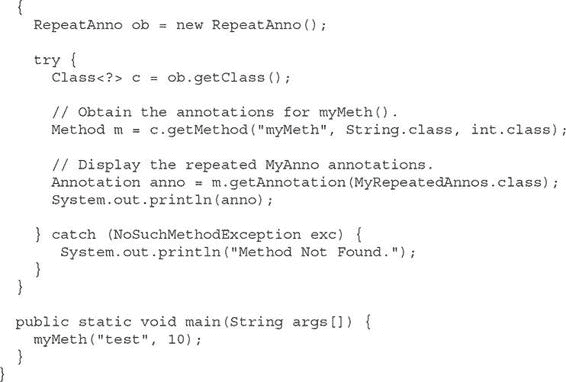 {
RepeatAnno ob = new RepeatAnno();
try {
Class<?> c = ob.getClass();
// Obtain the annotations for myMeth().
Method m = c.getMethod("myMeth", String.class, int.class);
// Display the repeated MyAnno annotations.
Annotation anno = m.getAnnotation(MyRepeatedAnnos.class);
System.out.println(anno);
} catch (NoSuchMethodException exc) {
System.out.println("Method Not Found.");
}
}
public static void main(String args[]) {
myMeth("test", 10);
}
}